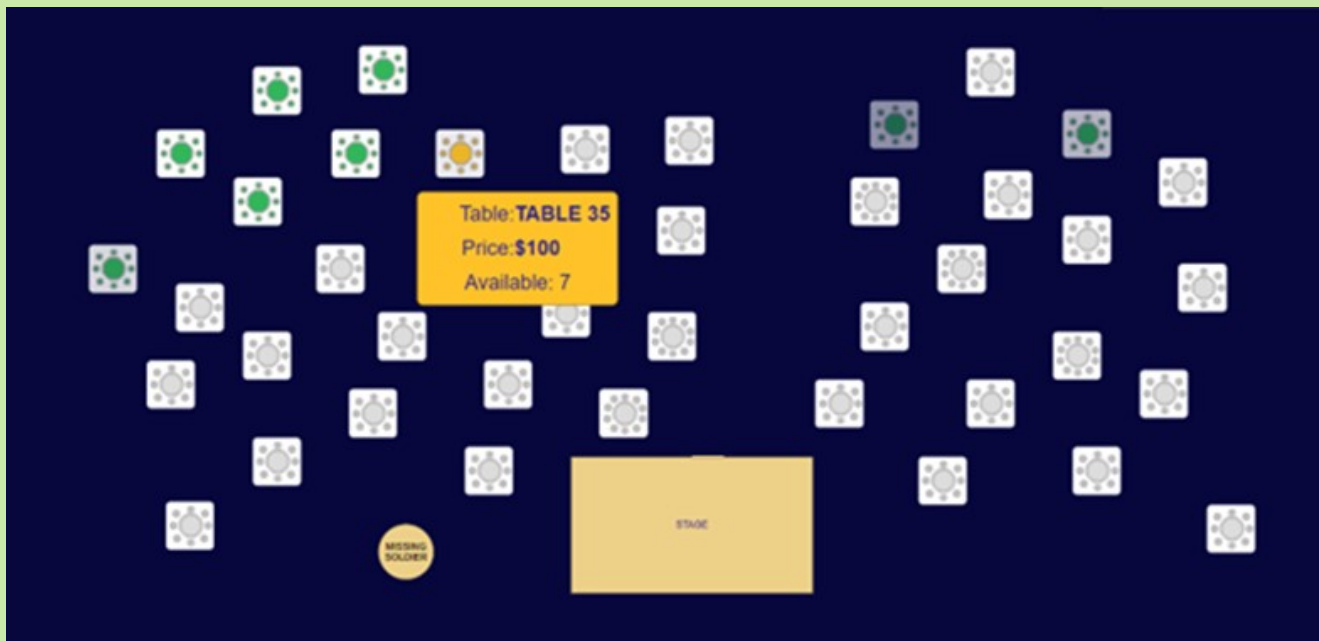 Table:TABLE 35
Price:$100
Available: 7
STAGE
MISSING
SOLDIER